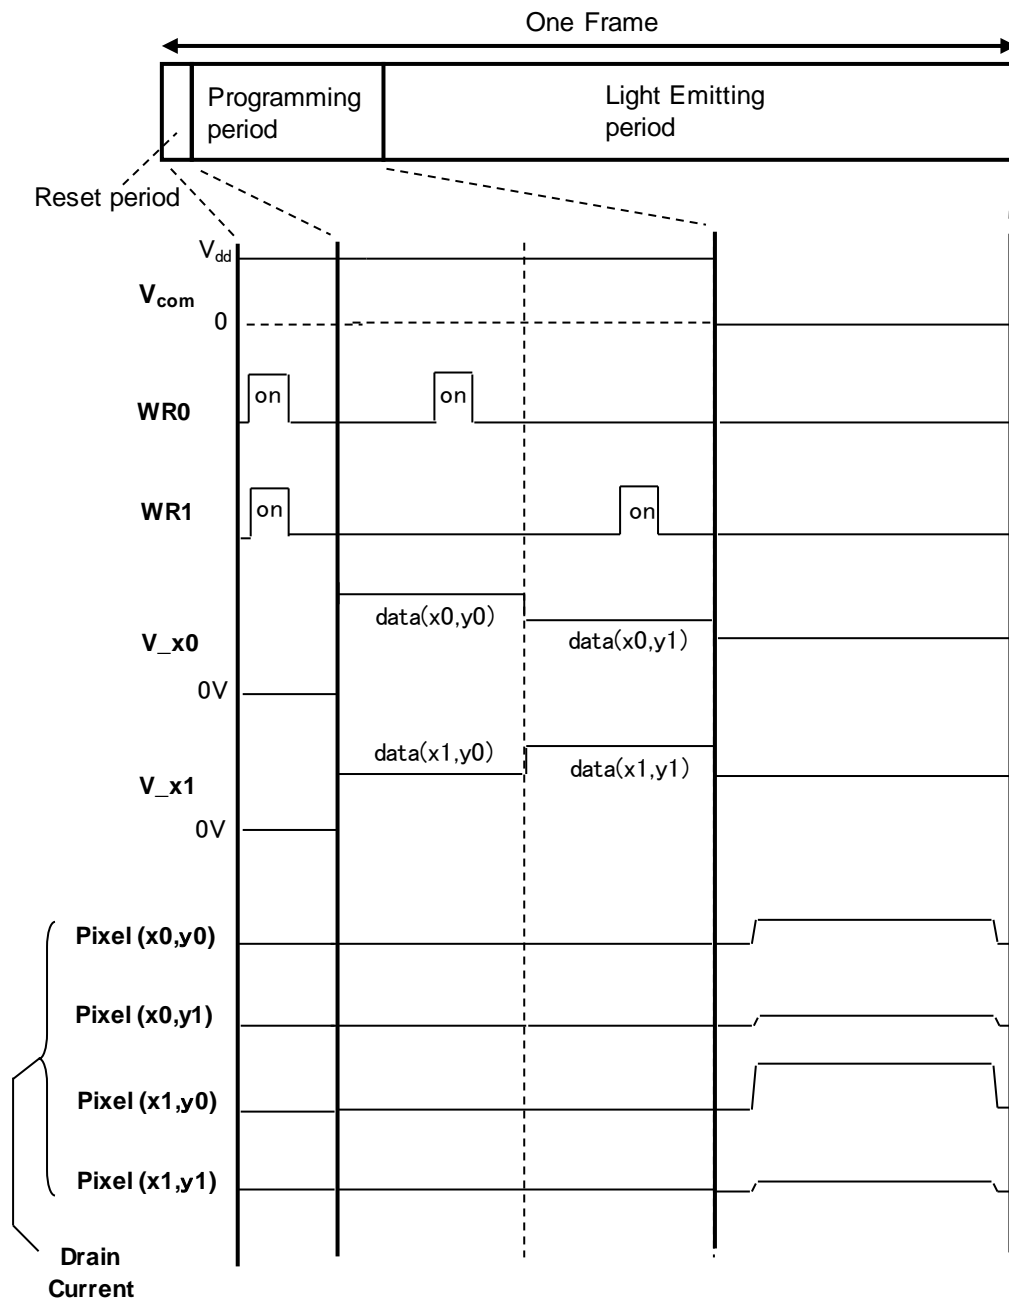 One Frame
Programming
period
Light Emitting
period
Reset period
Vdd
Vcom
0
on
on
WR0
on
on
WR1
data(x0,y0)
data(x0,y1)
V_x0
0V
data(x1,y0)
data(x1,y1)
V_x1
0V
Pixel (x0,y0)
Pixel (x0,y1)
Pixel (x1,y0)
Pixel (x1,y1)
Drain
Current